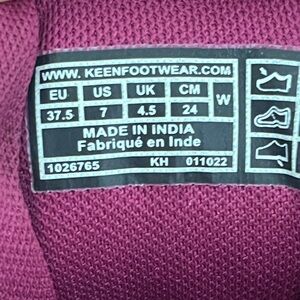 WWW. KEENFOOTWEAR.COM
EU US UK CM W
37.5 7 4.5 24
MADE IN INDIA
Fabriqué en Inde
1026765 KH 011022